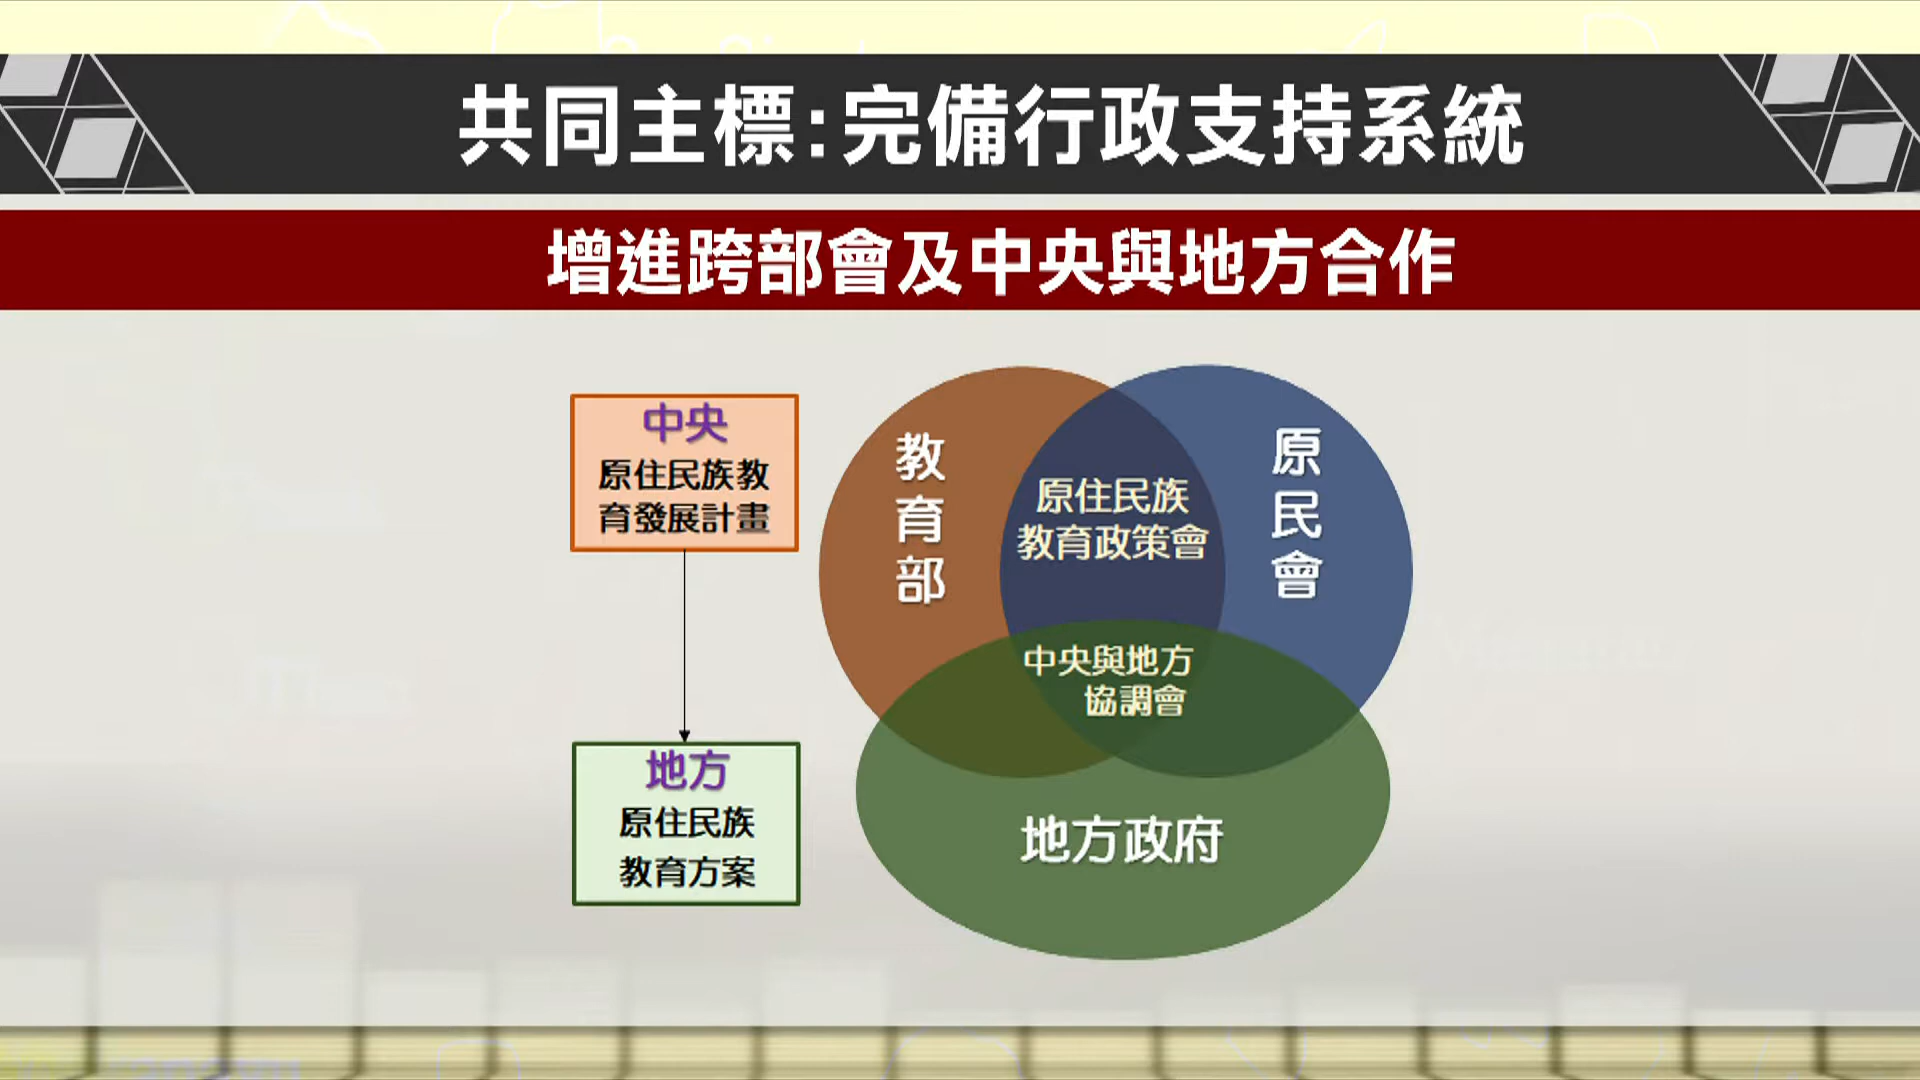 共同主標:完備行政支持系統
增進跨部會及中央與地方合作
中央
原住民族教
育發展計畫
地方
原住民族
教育方案
教育部
原民會
原住民族
教育政策會
中央與地方
協調會
地方政府